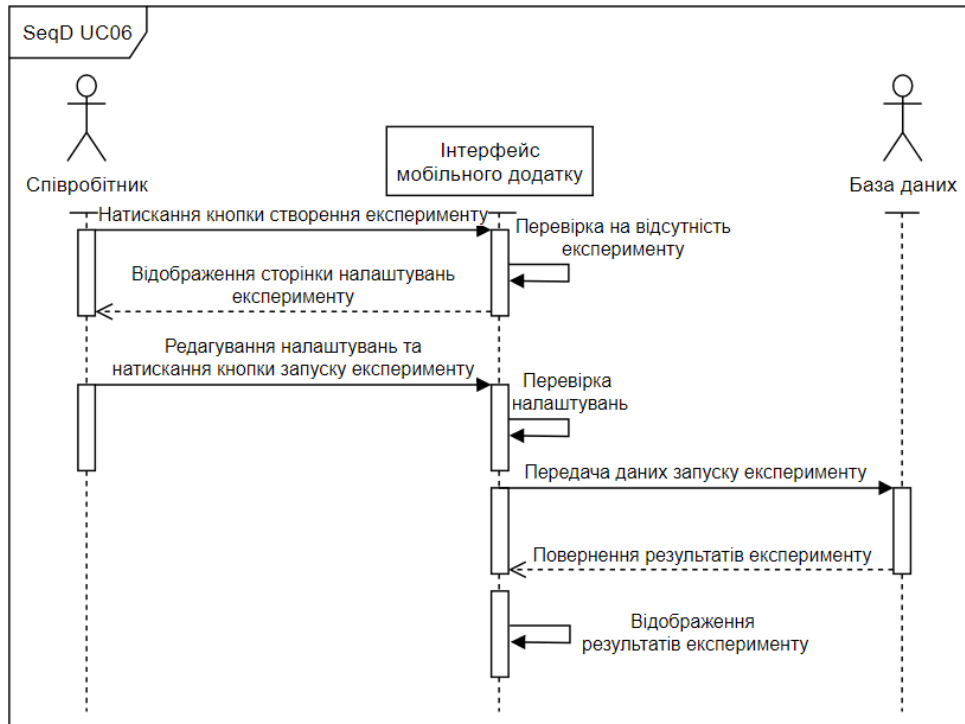 SeqD UC06
Співробітник
Інтерфейс
мобільного додатку
База даних
Натискання кнопки створення експерименту
Перевірка на відсутність
експерименту
Відображення сторінки налаштувань
експерименту
Редагування налаштувань та
натискання кнопки запуску експерименту
Перевірка
налаштувань
Передача даних запуску експерименту
Повернення результатів експерименту
Відображення
результатів експерименту